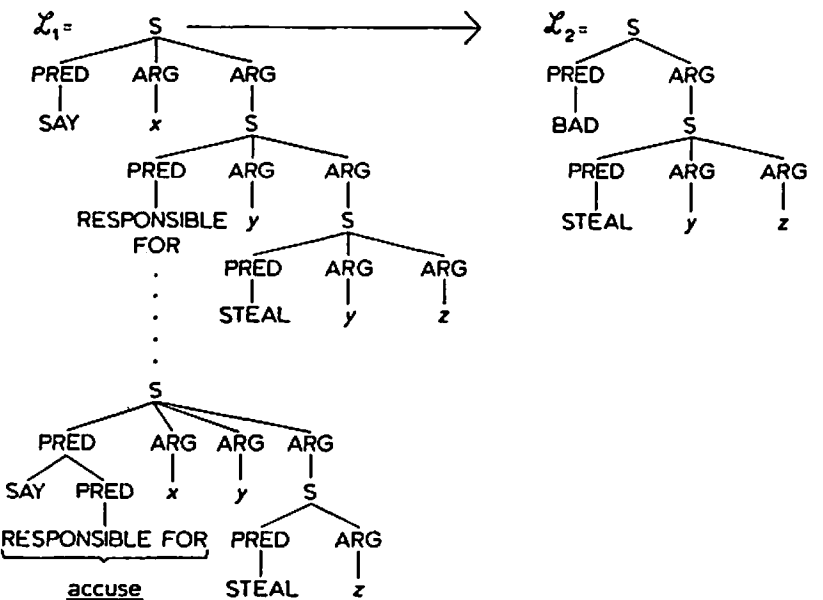 ℒ₁= S ℒ₂= S
PRED ARG ARG PRED ARG
SAY x S BAD S
PRED ARG ARG PRED ARG ARG
RESPONSIBLE FOR y S STEAL y z
PRED ARG ARG
STEAL y z
S
PRED ARG ARG ARG
SAY PRED x y S
RESPONSIBLE FOR PRED ARG
accuse STEAL z